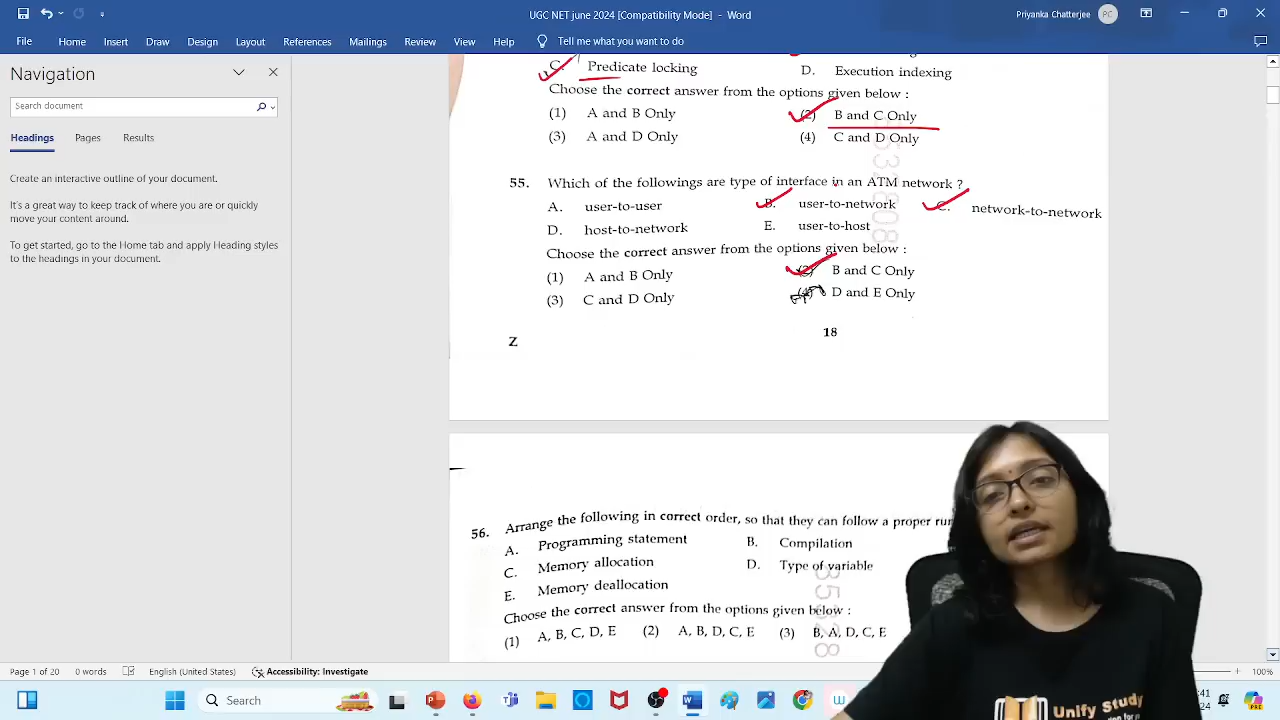 UGC NET june 2024 [Compatibility Mode] - Word
Priyanka Chatterjee PC
File Home Insert Draw Design Layout References Mailings Review View Help Tell me what you want to do
Navigation
Search document
Headings Pages Results
Create an interactive outline of your document.
It's a great way to keep track of where you are or quickly
move your content around.
To get started, go to the Home tab and apply Heading styles
to the headings in your document.
C. Predicate locking D. Execution indexing
Choose the correct answer from the options given below :
(1) A and B Only (2) B and C Only
(3) A and D Only (4) C and D Only
55. Which of the followings are type of interface in an ATM network ?
A. user-to-user B. user-to-network C. network-to-network
D. host-to-network E. user-to-host
Choose the correct answer from the options given below :
(1) A and B Only (2) B and C Only
(3) C and D Only (4) D and E Only
Z 18
56. Arrange the following in correct order, so that they can follow a proper
A. Programming statement B. Compilation
C. Memory allocation D. Type of variable
E. Memory deallocation
Choose the correct answer from the options given below :
(1) A, B, C, D, E (2) A, B, D, C, E (3) B, A, D, C, E
Page 1 of 20 0 words English (United States) Accessibility: Investigate 100%
Search
Unify Study